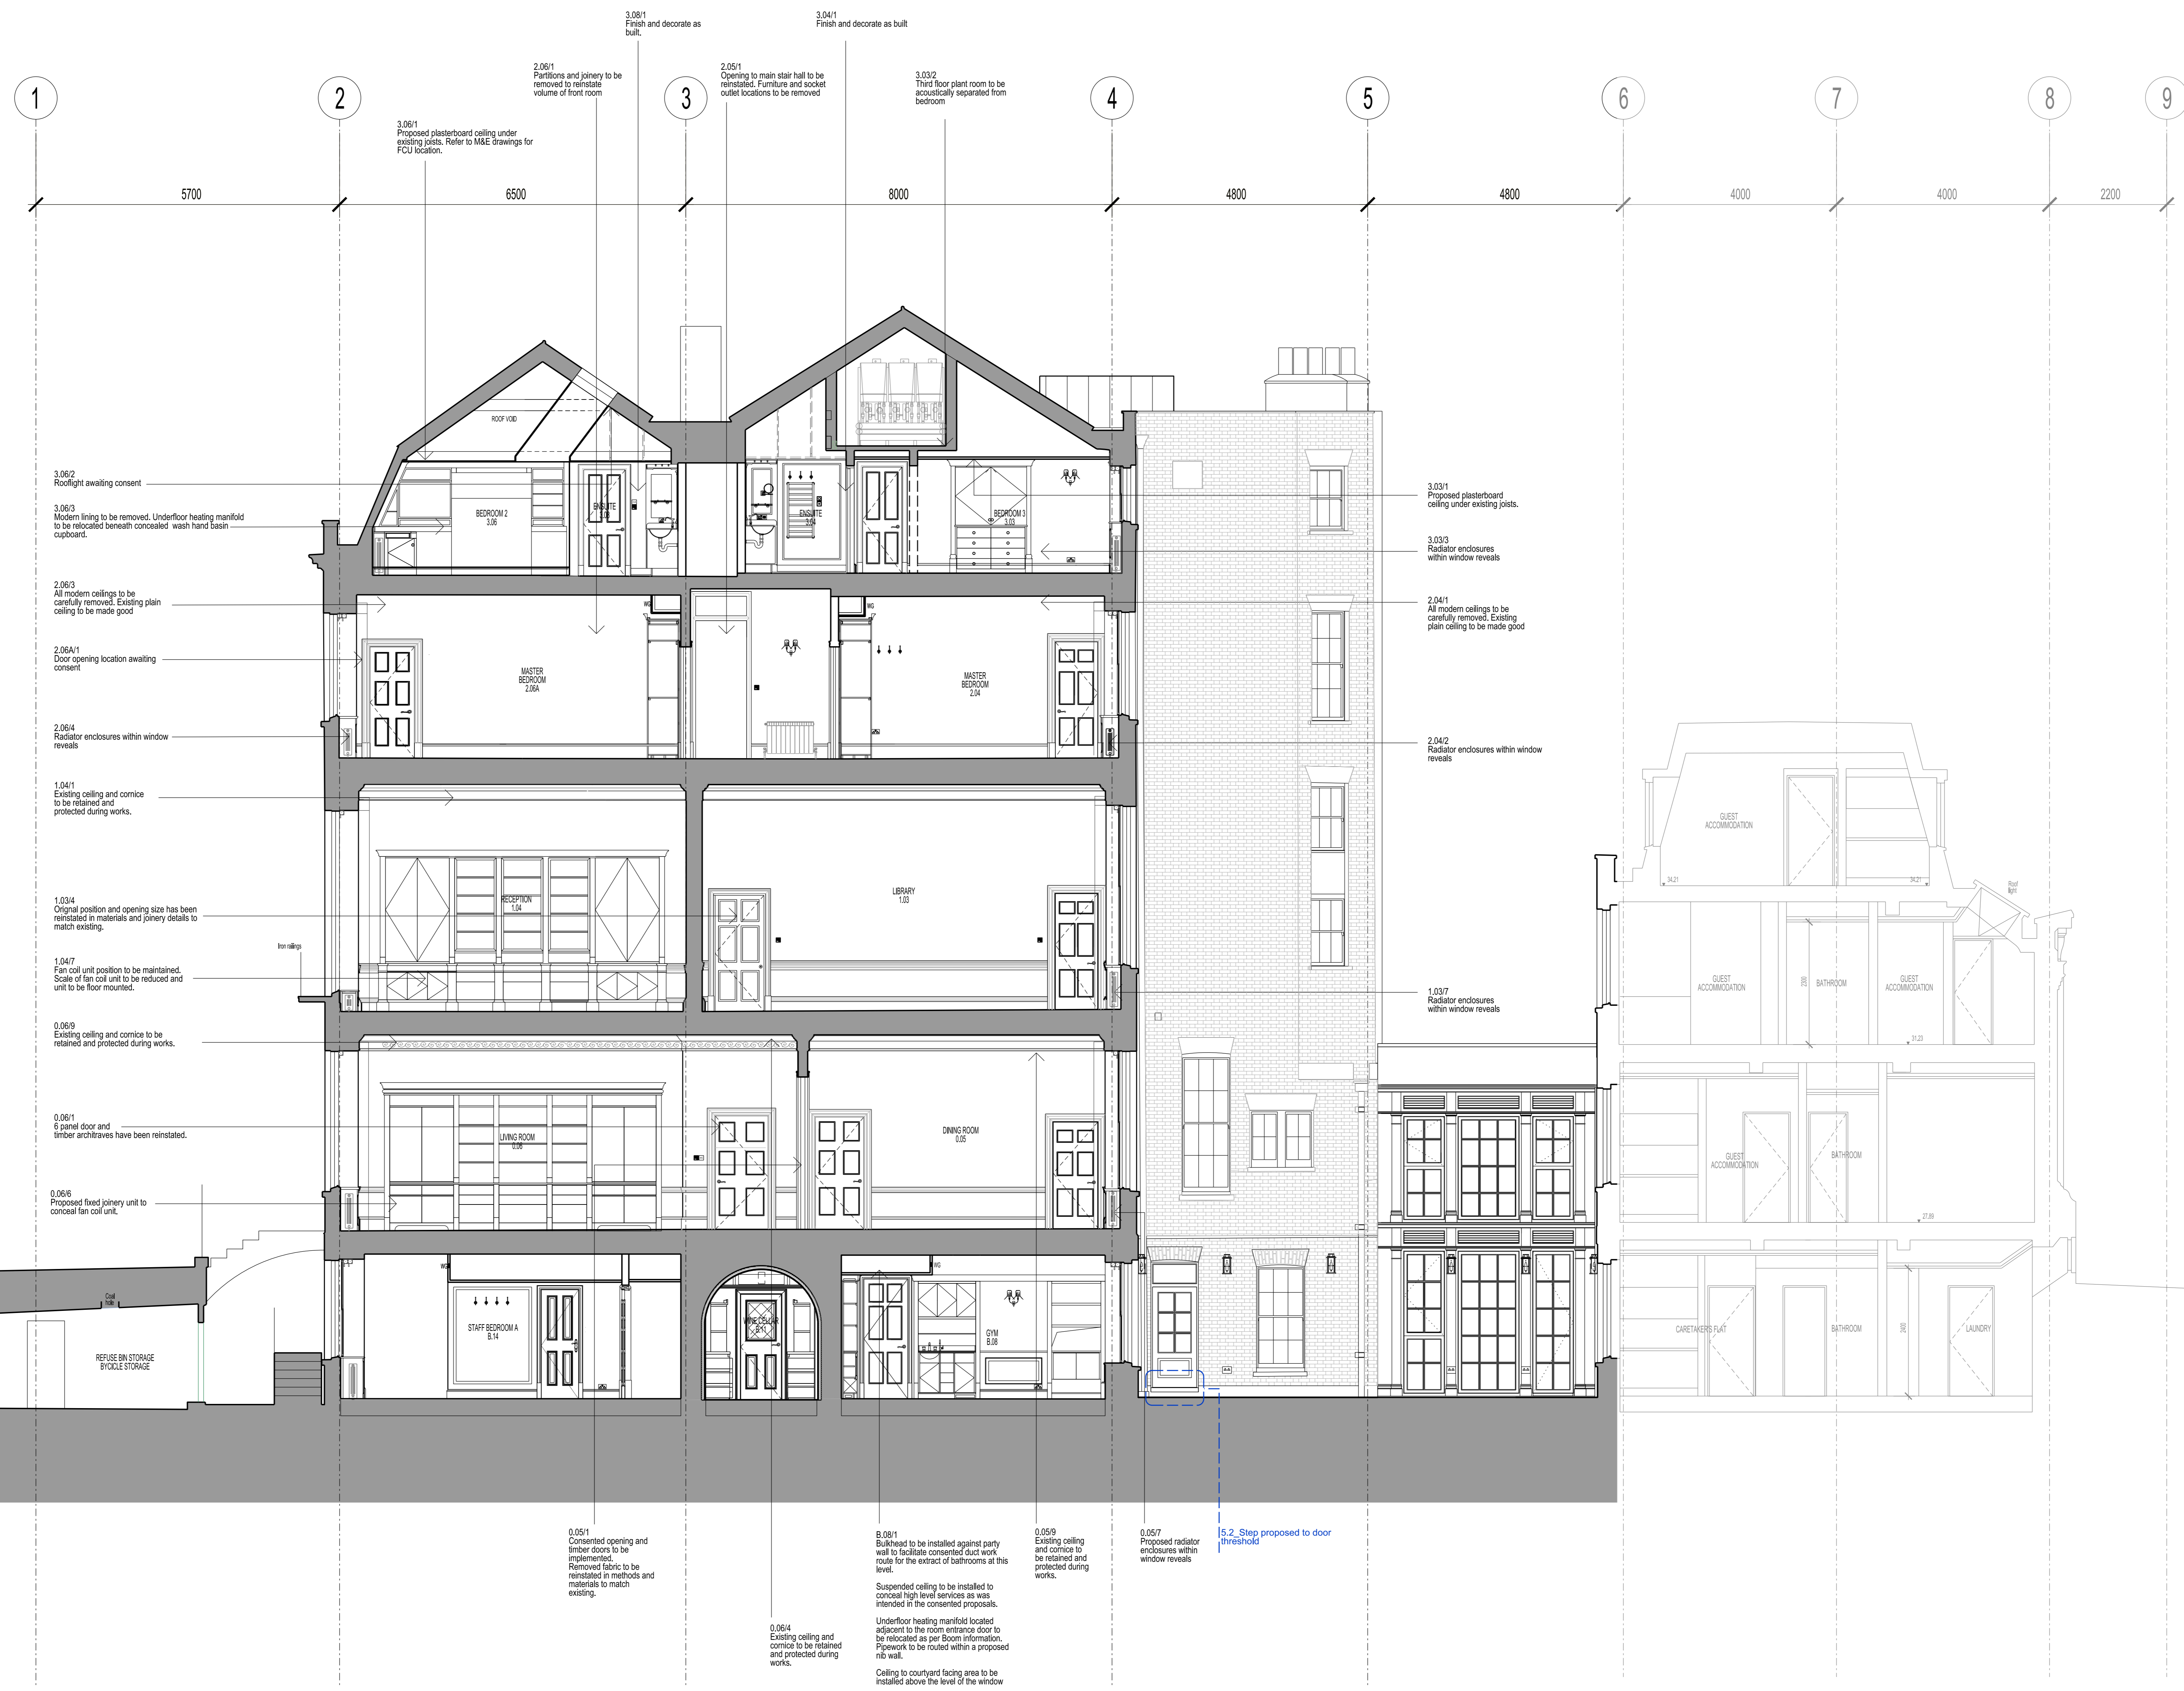 3.08/1
Finish and decorate as
built.
3.04/1
Finish and decorate as built
2.06/1
Partitions and joinery to be
removed to reinstate
volume of front room
2.05/1
Opening to main stair hall to be
reinstated. Furniture and socket
outlet locations to be removed
3.03/2
Third floor plant room to be
acoustically separated from
bedroom
1
2
3
4
5
6
7
8
9
3.06/1
Proposed plasterboard ceiling under
existing joists. Refer to M&E drawings for
FCU location.
5700
6500
8000
4800
4800
4000
4000
2200
ROOF VOID
3.06/2
Rooflight awaiting consent
3.06/3
Modern lining to be removed. Underfloor heating manifold
to be relocated beneath concealed wash hand basin
cupboard.
BEDROOM 2
3.06
ENSUITE
3.08
ENSUITE
3.04
BEDROOM 3
3.03
3.03/1
Proposed plasterboard
ceiling under existing joists.
3.03/3
Radiator enclosures
within window reveals
2.06/3
All modern ceilings to be
carefully removed. Existing plain
ceiling to be made good
WG
WG
2.04/1
All modern ceilings to be
carefully removed. Existing
plain ceiling to be made good
2.06A/1
Door opening location awaiting
consent
MASTER
BEDROOM
2.06A
MASTER
BEDROOM
2.04
2.06/4
Radiator enclosures within window
reveals
2.04/2
Radiator enclosures within window
reveals
1.04/1
Existing ceiling and cornice
to be retained and
protected during works.
GUEST
ACCOMMODATION
34,21
34,21
Roof
light
1.03/4
Orignal position and opening size has been
reinstated in materials and joinery details to
match existing.
RECEPTION
1.04
LIBRARY
1.03
Iron railings
1.04/7
Fan coil unit position to be maintained.
Scale of fan coil unit to be reduced and
unit to be floor mounted.
1.03/7
Radiator enclosures
within window reveals
GUEST
ACCOMMODATION
2300
BATHROOM
GUEST
ACCOMMODATION
31,23
0.06/9
Existing ceiling and cornice to be
retained and protected during works.
0.06/1
6 panel door and
timber architraves have been reinstated.
LIVING ROOM
0.06
DINING ROOM
0.05
GUEST
ACCOMMODATION
BATHROOM
27,89
0.06/6
Proposed fixed joinery unit to
conceal fan coil unit.
WG
WG
Coal
hole
REFUSE BIN STORAGE
BYCICLE STORAGE
STAFF BEDROOM A
B.14
WINE CELLAR
B.11
GYM
B.08
CARETAKER'S FLAT
BATHROOM
2400
LAUNDRY
0.05/1
Consented opening and
timber doors to be
implemented.
Removed fabric to be
reinstated in methods and
materials to match
existing.
0.06/4
Existing ceiling and
cornice to be retained
and protected during
works.
B.08/1
Bulkhead to be installed against party
wall to facilitate consented duct work
route for the extract of bathrooms at this
level.
Suspended ceiling to be installed to
conceal high level services as was
intended in the consented proposals.
Underfloor heating manifold located
adjacent to the room entrance door to
be relocated as per Boom information.
Pipework to be routed within a proposed
nib wall.
Ceiling to courtyard facing area to be
installed above the level of the window
0.05/9
Existing ceiling
and cornice to
be retained and
protected during
works.
0.05/7
Proposed radiator
enclosures within
window reveals
5.2_Step proposed to door
threshold